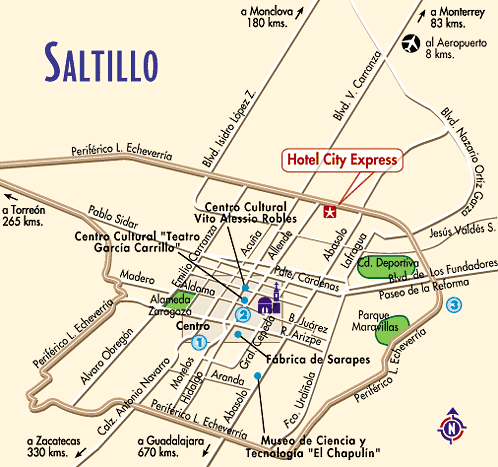 a Monclova
180 kms.
a Monterrey
83 kms.
al Aeropuerto
8 kms.
SALTILLO
Blvd. Isidro López Z.
Blvd. V. Carranza
Blvd. Nazario Ortiz
Garza
Periférico L. Echeverría
Hotel City Express
a Torreón
265 kms.
Pablo Sidar
Centro Cultural
Vito Alessio Robles
Centro Cultural "Teatro
García Carrillo"
Emilio Carranza
Acuña
Allende
Abasolo
Lafragua
Jesús Valdés S.
Cd. Deportiva
Blvd. de Los Fundadores
Paseo de la Reforma
Pdte. Cárdenas
Madero
Aldama
Alameda
Zaragoza
Centro
1
2
3
B. Juárez
R. Arizpe
Gral. Cepeda
Parque
Maravillas
Periférico L. Echeverría
Periférico L. Echeverría
Alvaro Obregón
Calz. Antonio Navarro
Morelos
Hidalgo
Fábrica de Sarapes
Aranda
Abasolo
Fco. Urdiñola
Periférico L. Echeverría
Museo de Ciencia y
Tecnología "El Chapulín"
a Zacatecas
330 kms.
a Guadalajara
670 kms.
N